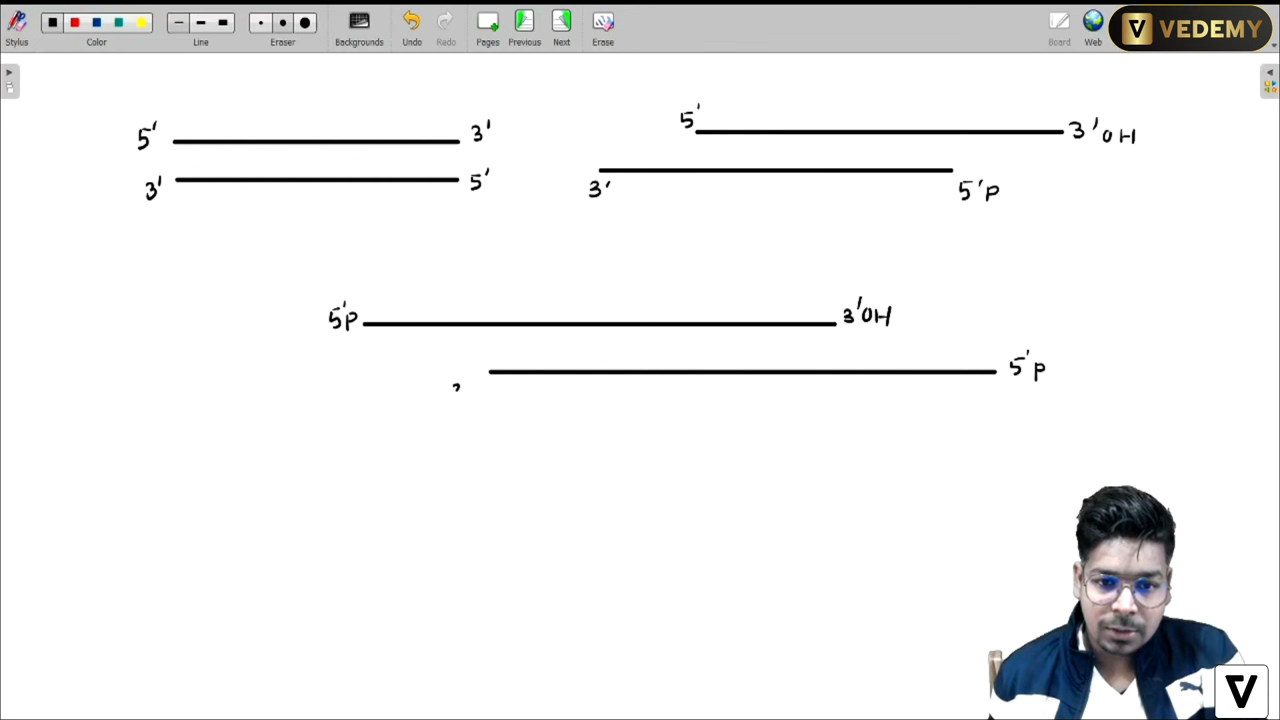 Stylus
Color
Line
Eraser
Backgrounds
Undo
Redo
Pages
Previous
Next
Erase
Board
Web
V VEDEMY
5' 3'
3' 5'
5' 3'OH
3' 5'P
5'P 3'OH
5'P
V